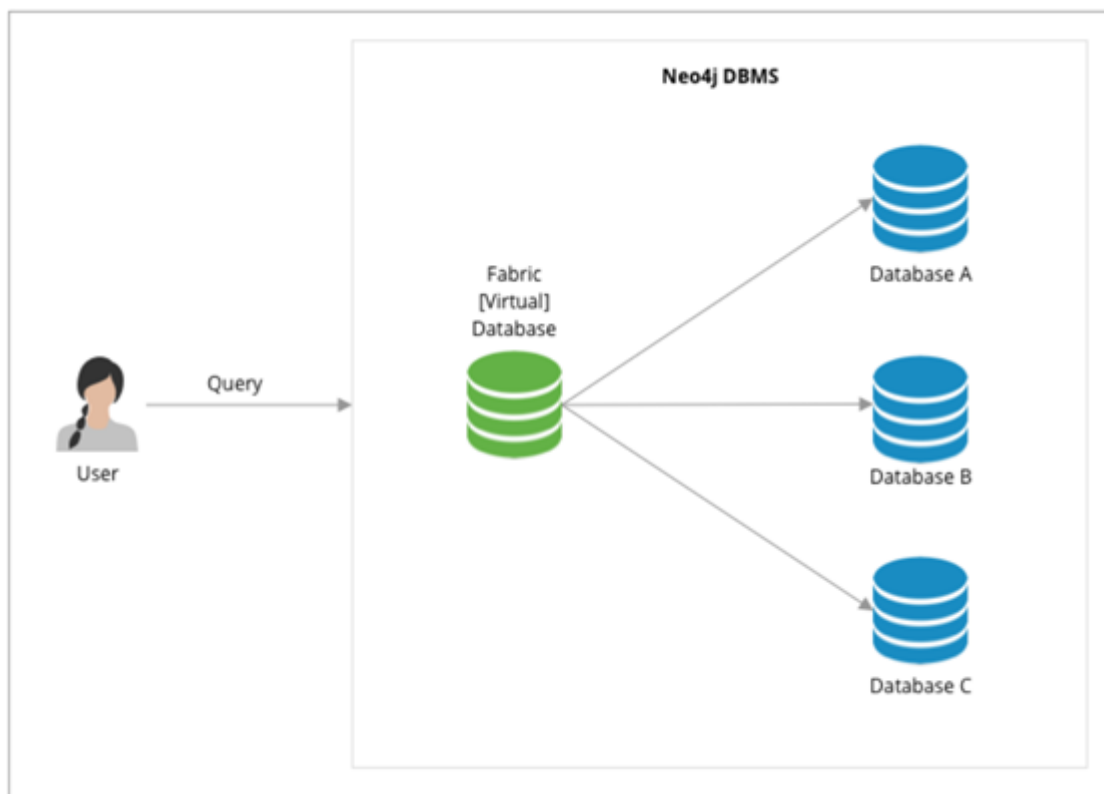 Neo4j DBMS
Fabric
[Virtual]
Database
Query
User
Database A
Database B
Database C